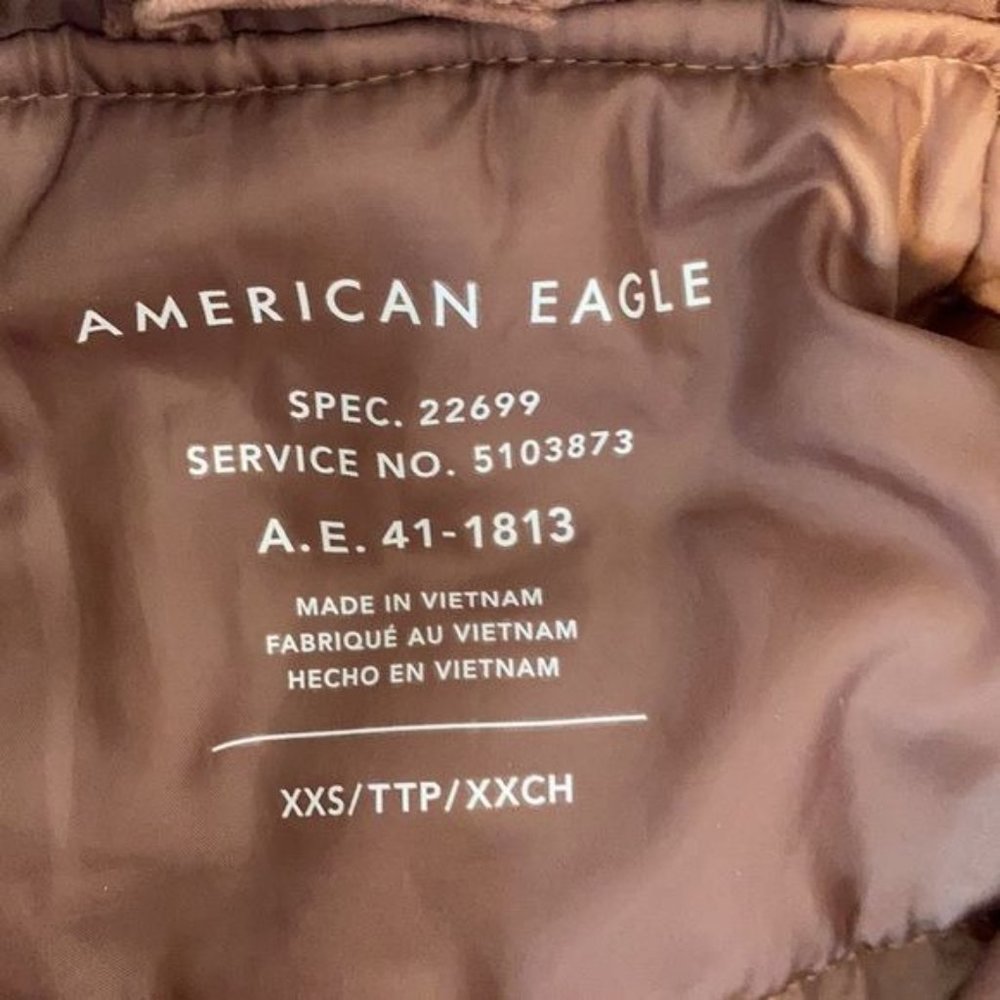 AMERICAN EAGLE
SPEC. 22699
SERVICE NO. 5103873
A.E. 41-1813
MADE IN VIETNAM
FABRIQUÉ AU VIETNAM
HECHO EN VIETNAM
XXS/TTP/XXCH